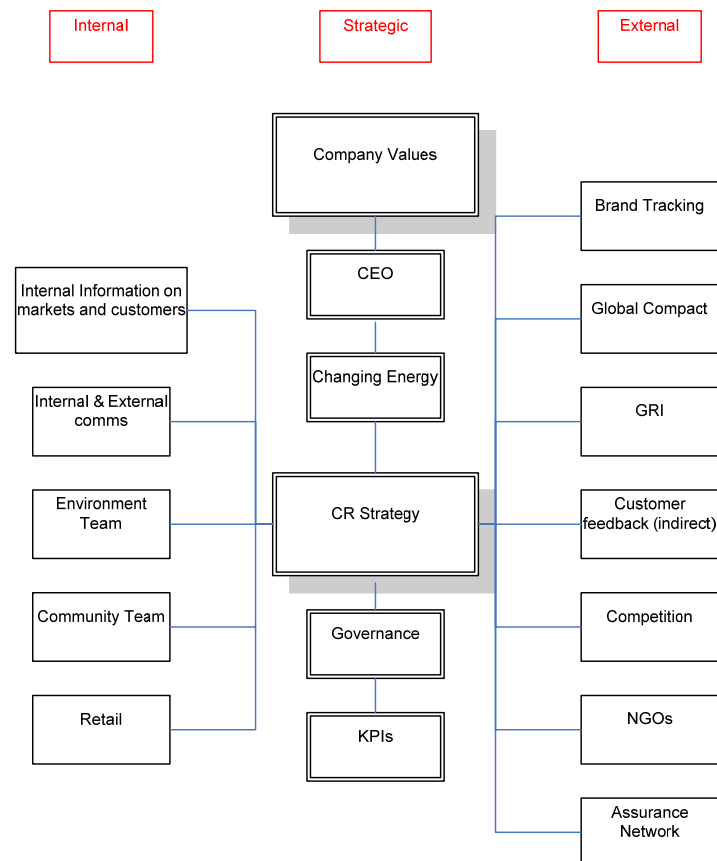 Internal
Strategic
External
Company Values
CEO
Changing Energy
CR Strategy
Governance
KPIs
Internal Information on
markets and customers
Internal & External
comms
Environment
Team
Community Team
Retail
Brand Tracking
Global Compact
GRI
Customer
feedback (indirect)
Competition
NGOs
Assurance
Network